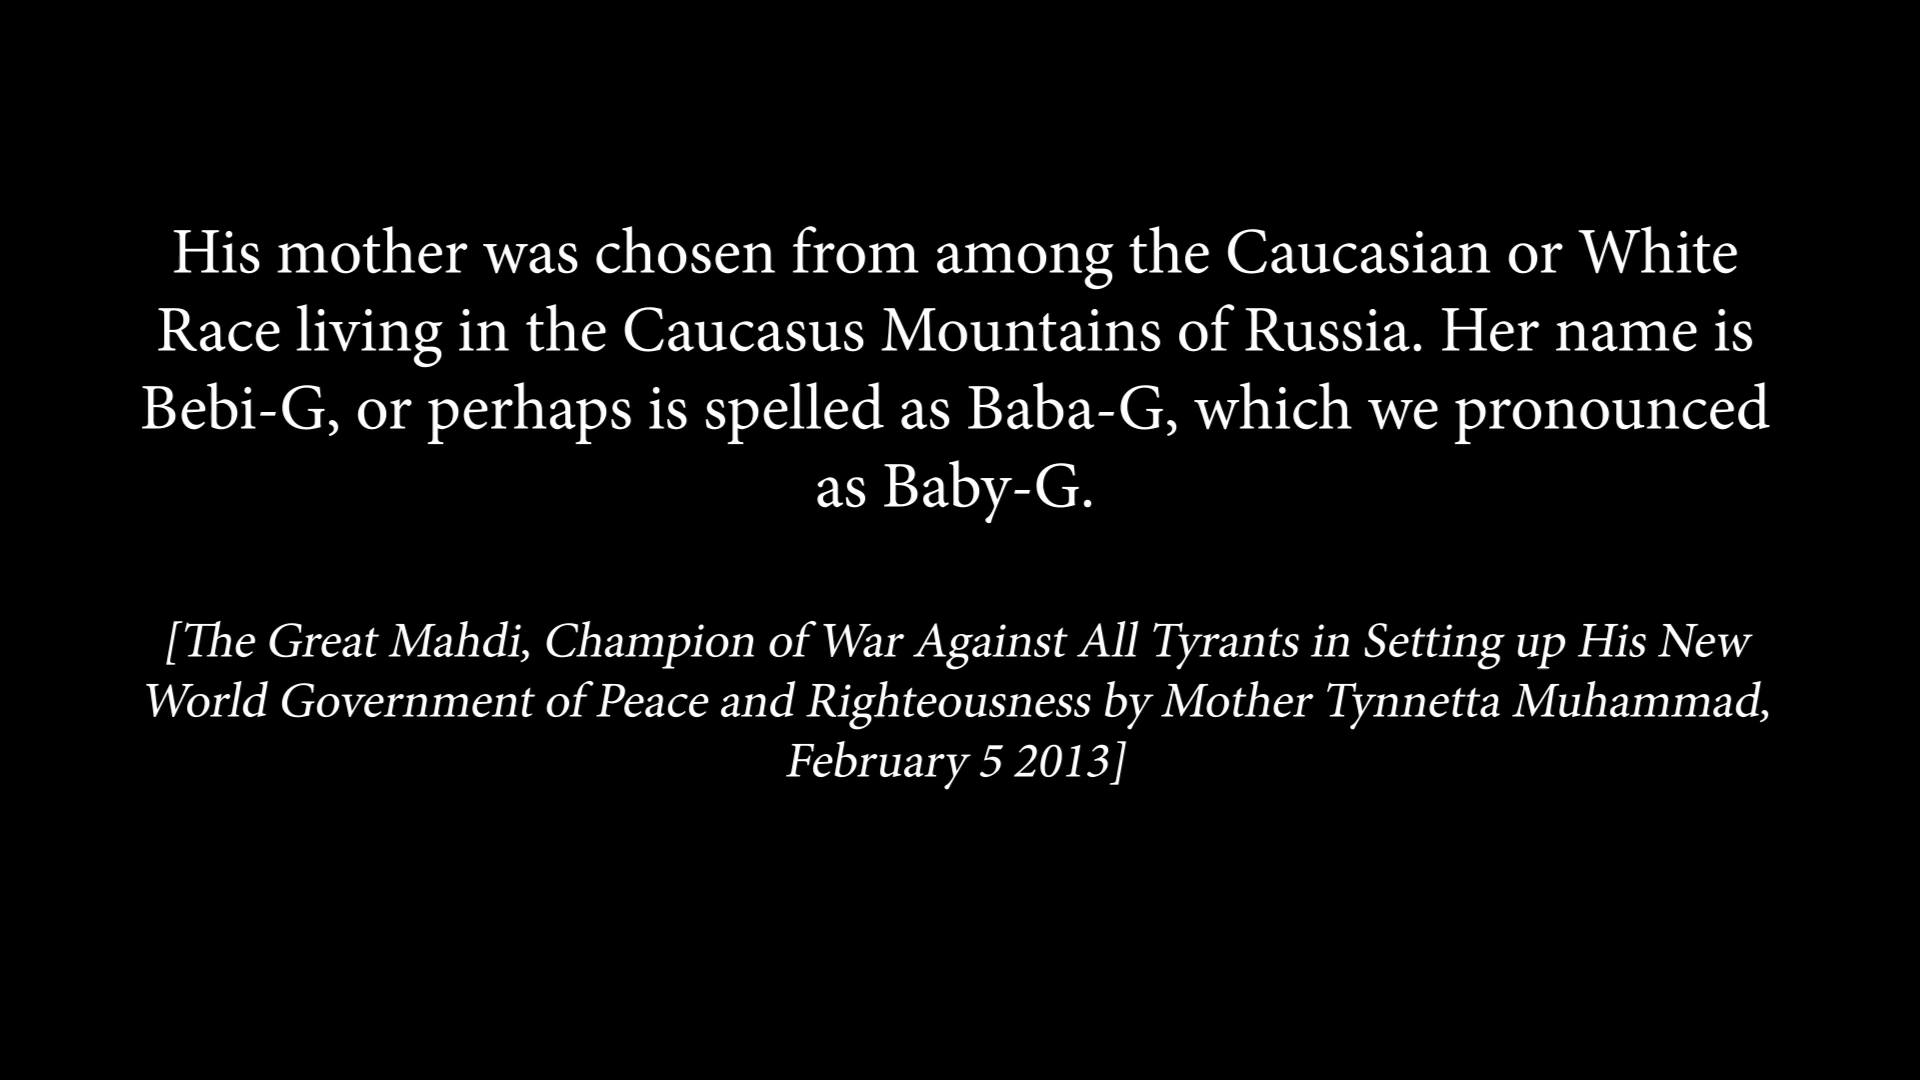 His mother was chosen from among the Caucasian or White
Race living in the Caucasus Mountains of Russia. Her name is
Bebi-G, or perhaps is spelled as Baba-G, which we pronounced
as Baby-G.
[The Great Mahdi, Champion of War Against All Tyrants in Setting up His New
World Government of Peace and Righteousness by Mother Tynnetta Muhammad,
February 5 2013]